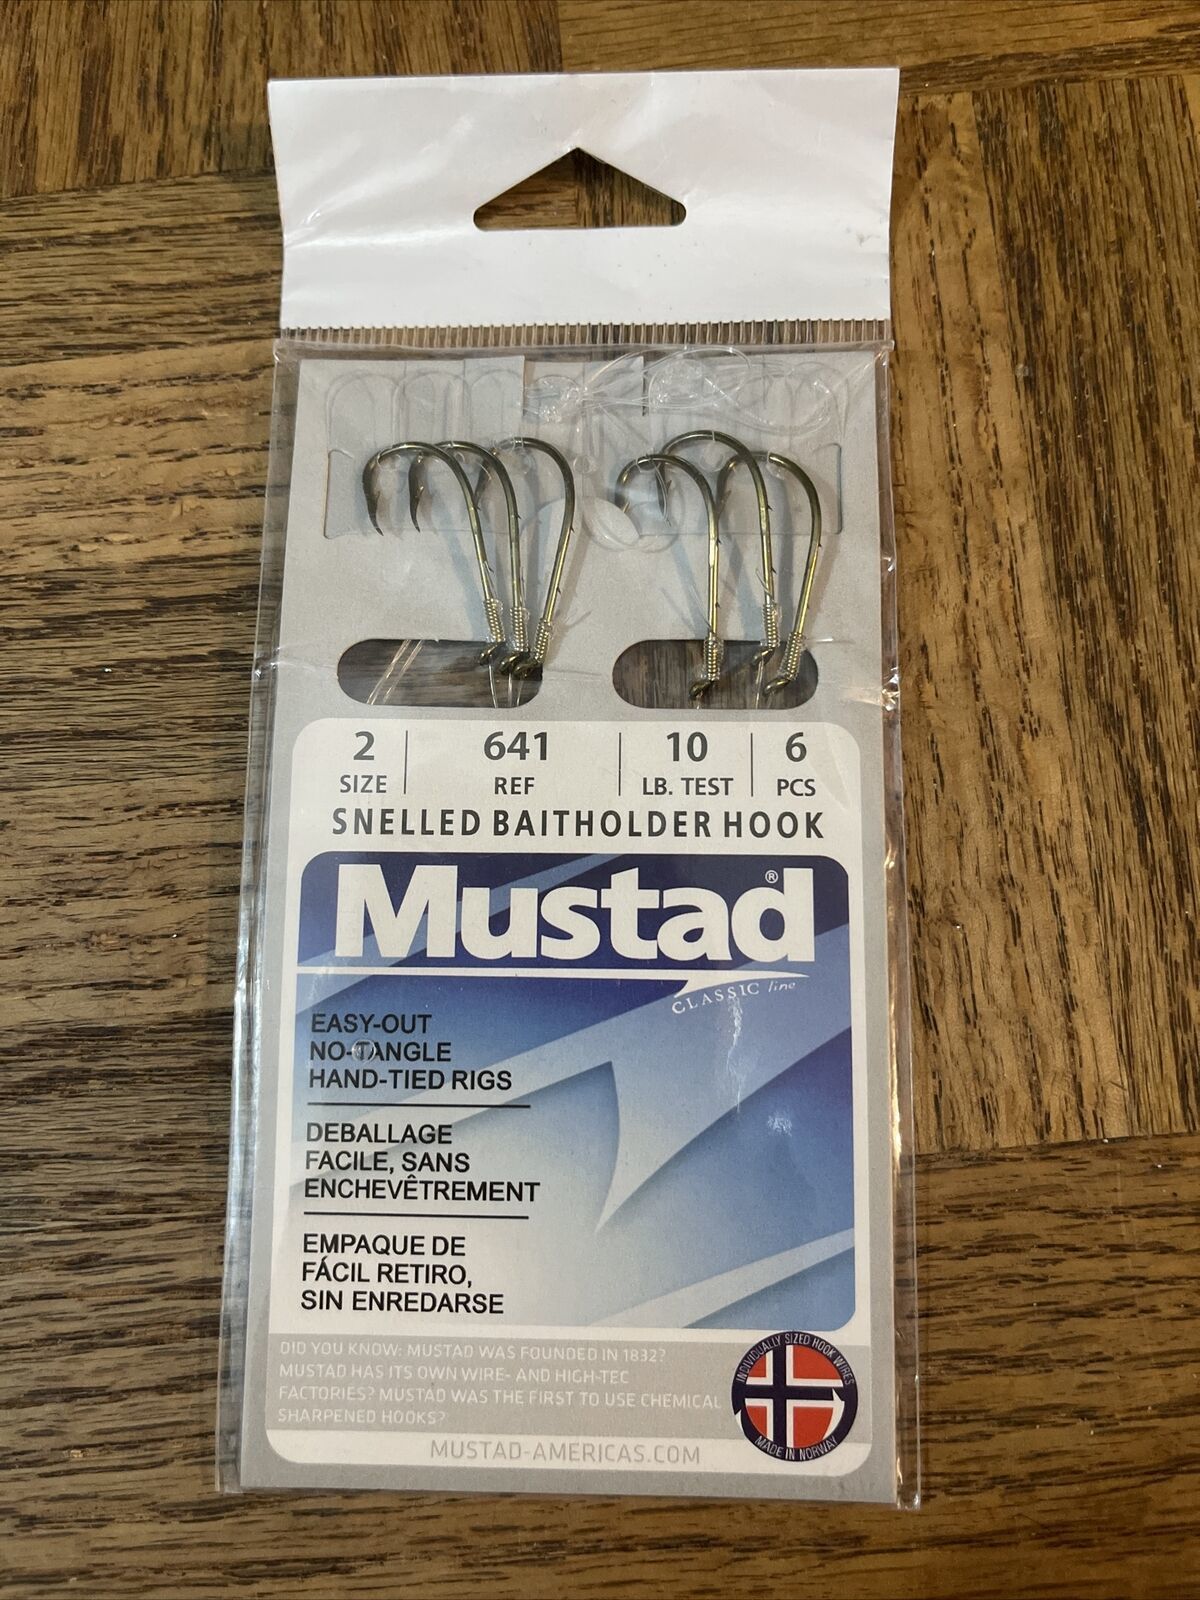 2 641 10 6
SIZE REF LB. TEST PCS
SNELLED BAITHOLDER HOOK
Mustad®
CLASSIC line
EASY-OUT
NO-TANGLE
HAND-TIED RIGS
DEBALLAGE
FACILE, SANS
ENCHEVÊTREMENT
EMPAQUE DE
FÁCIL RETIRO,
SIN ENREDARSE
DID YOU KNOW: MUSTAD WAS FOUNDED IN 1832?
MUSTAD HAS ITS OWN WIRE- AND HIGH-TEC
FACTORIES? MUSTAD WAS THE FIRST TO USE CHEMICAL
SHARPENED HOOKS?
INDIVIDUALLY SIZED HOOK WIRES
MADE IN NORWAY
MUSTAD-AMERICAS.COM